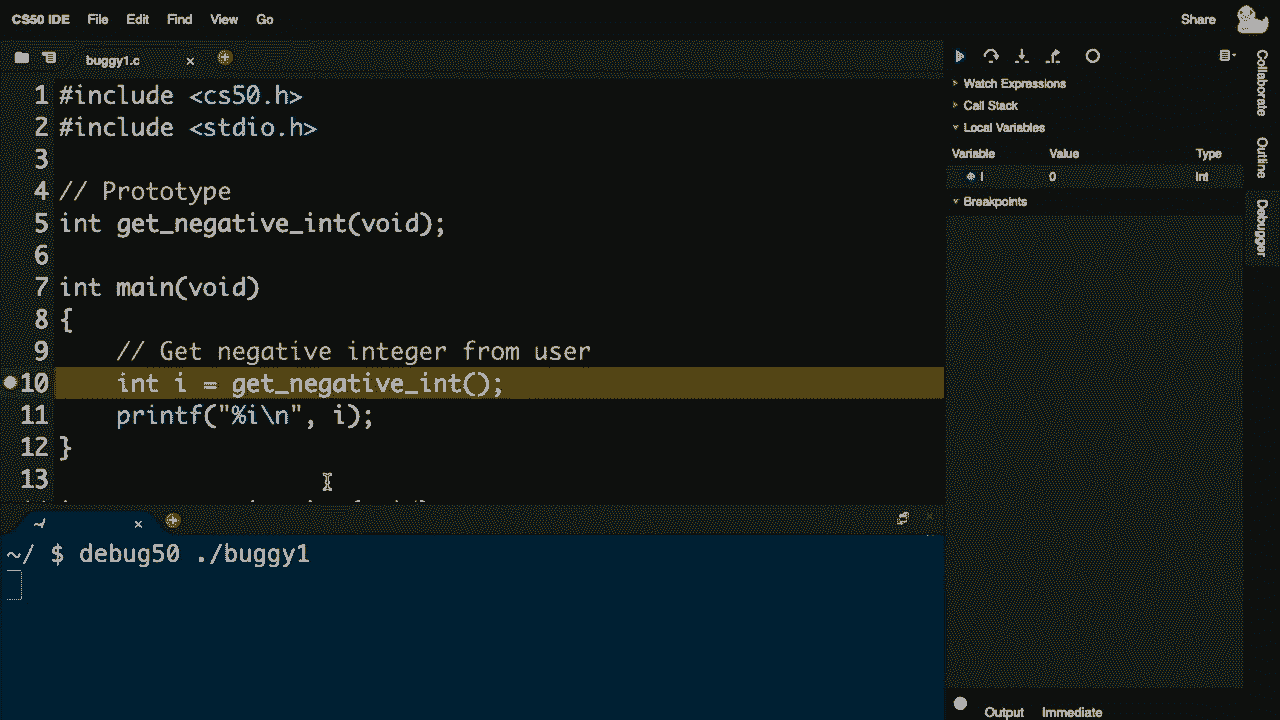 CS50 IDE File Edit Find View Go Share
buggy1.c
1 #include <cs50.h>
2 #include <stdio.h>
3
4 // Prototype
5 int get_negative_int(void);
6
7 int main(void)
8 {
9 // Get negative integer from user
10 int i = get_negative_int();
11 printf("%i\n", i);
12 }
13
~/ $ debug50 ./buggy1
Watch Expressions
Call Stack
Local Variables
Variable Value Type
i 0 int
Breakpoints
Output Immediate
Collaborate
Outline
Debugger